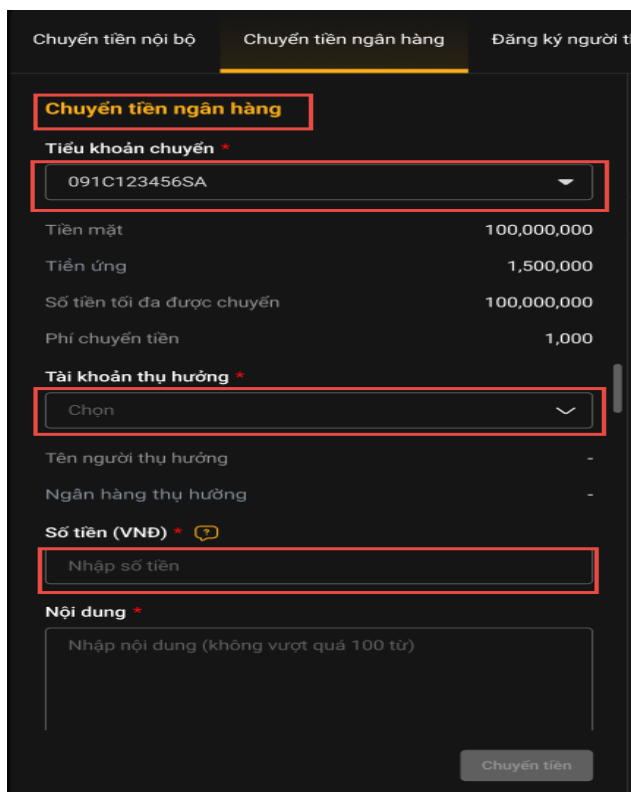 Chuyển tiền nội bộ Chuyển tiền ngân hàng Đăng ký người t
Chuyển tiền ngân hàng
Tiểu khoản chuyển *
091C123456SA
Tiền mặt 100,000,000
Tiền ứng 1,500,000
Số tiền tối đa được chuyển 100,000,000
Phí chuyển tiền 1,000
Tài khoản thụ hưởng *
Chọn
Tên người thụ hưởng -
Ngân hàng thụ hưởng -
Số tiền (VNĐ) * ?
Nhập số tiền
Nội dung *
Nhập nội dung (không vượt quá 100 từ)
Chuyển tiền